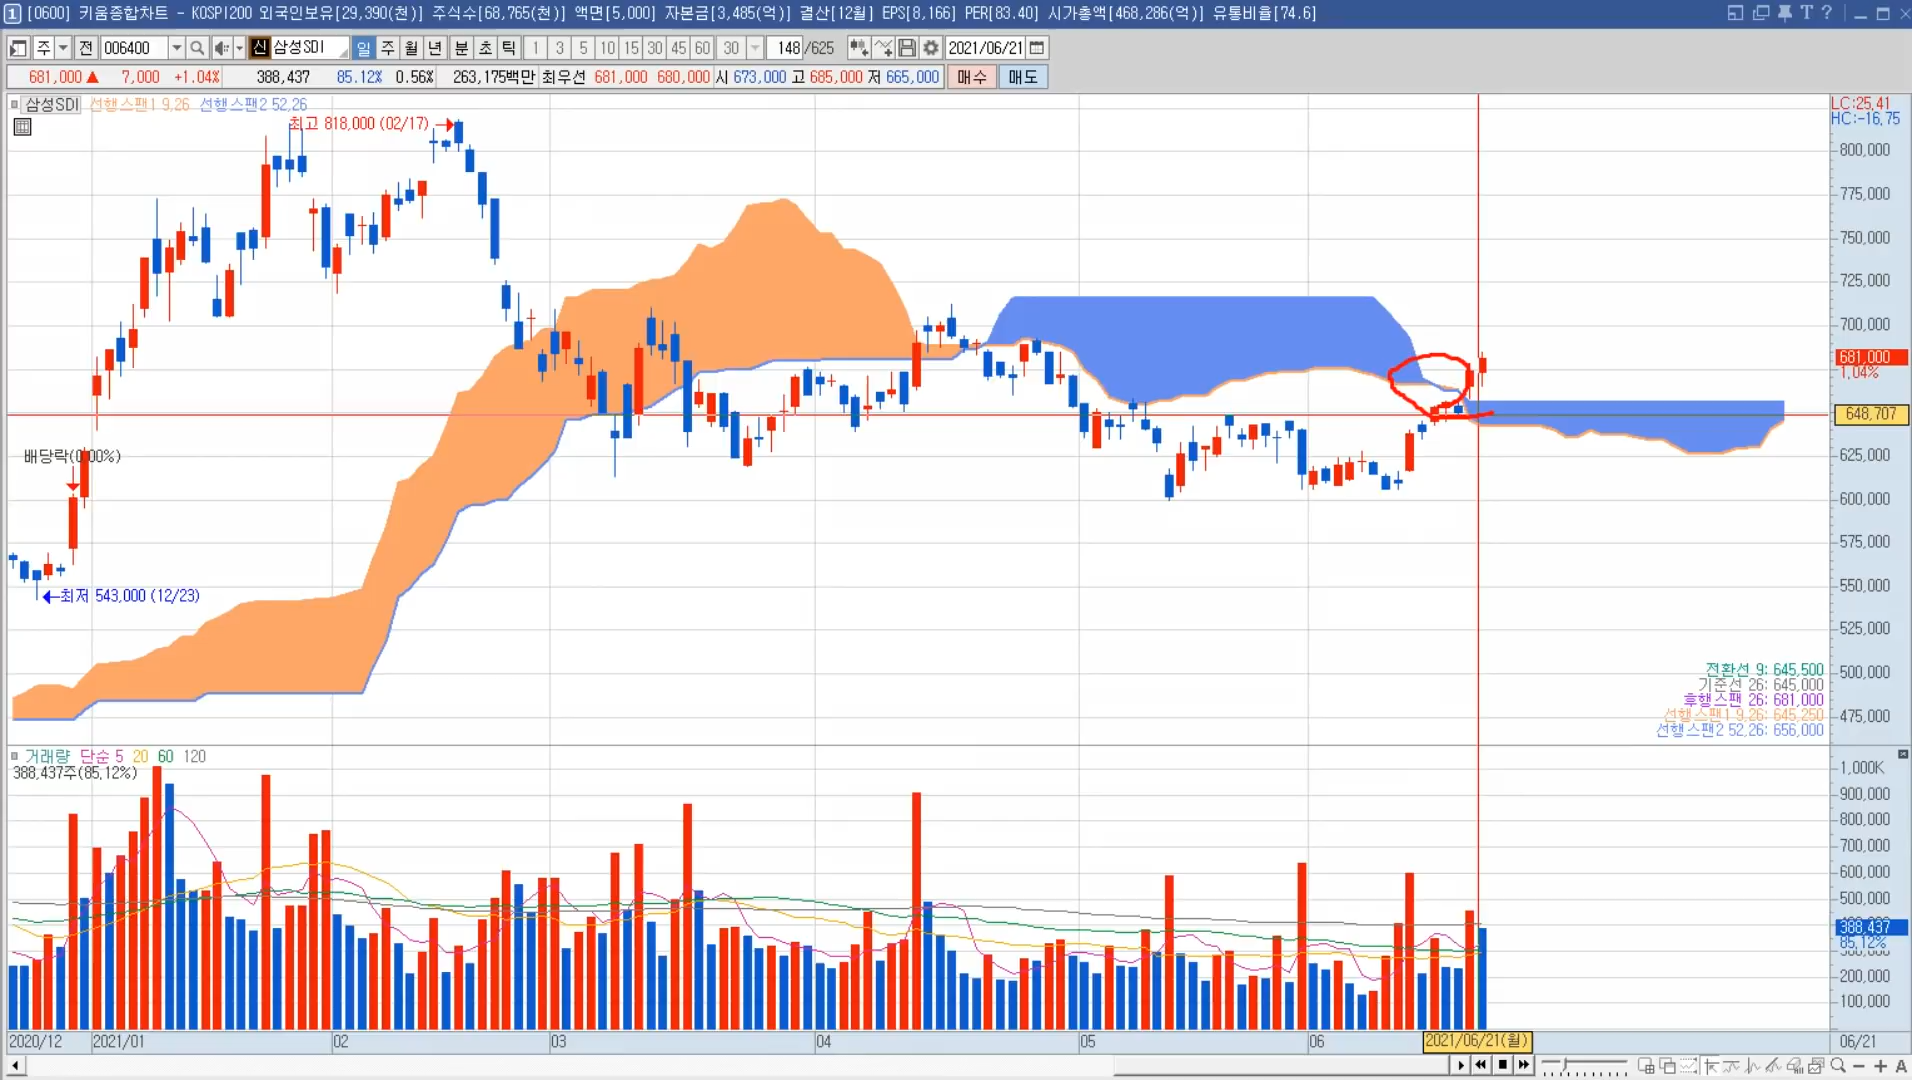 1 [0600] 키움종합차트 - KOSPI200 외국인보유[29,390(천)] 주식수[68,765(천)] 액면[5,000] 자본금[3,485(억)] 결산[12월] EPS[8,166] PER[83.40] 시가총액[468,286(억)] 유통비율[74.6]
주 전 006400 신 삼성SDI 일 주 월 년 분 초 틱 1 3 5 10 15 30 45 60 30 148 /625 2021/06/21
681,000 ▲ 7,000 +1.04% 388,437 85.12% 0.56% 263,175백만 최우선 681,000 680,000 시 673,000 고 685,000 저 665,000 매수 매도
삼성SDI 선행스팬1 9,26 선행스팬2 52,26
LC:25.41
HC:-16.75
최고 818,000 (02/17)
800,000
775,000
750,000
725,000
700,000
681,000
1.04%
648,707
배당락(0.00%)
625,000
600,000
575,000
550,000
최저 543,000 (12/23)
525,000
500,000
475,000
전환선 9: 645,500
기준선 26: 645,000
후행스팬 26: 681,000
선행스팬1 9,26: 645,250
선행스팬2 52,26: 656,000
거래량 단순 5 20 60 120
388,437주(85.12%)
1,000K
900,000
800,000
700,000
600,000
500,000
388,437
85.12%
200,000
100,000
2020/12 2021/01 02 03 04 05 06 2021/06/21(월) 06/21